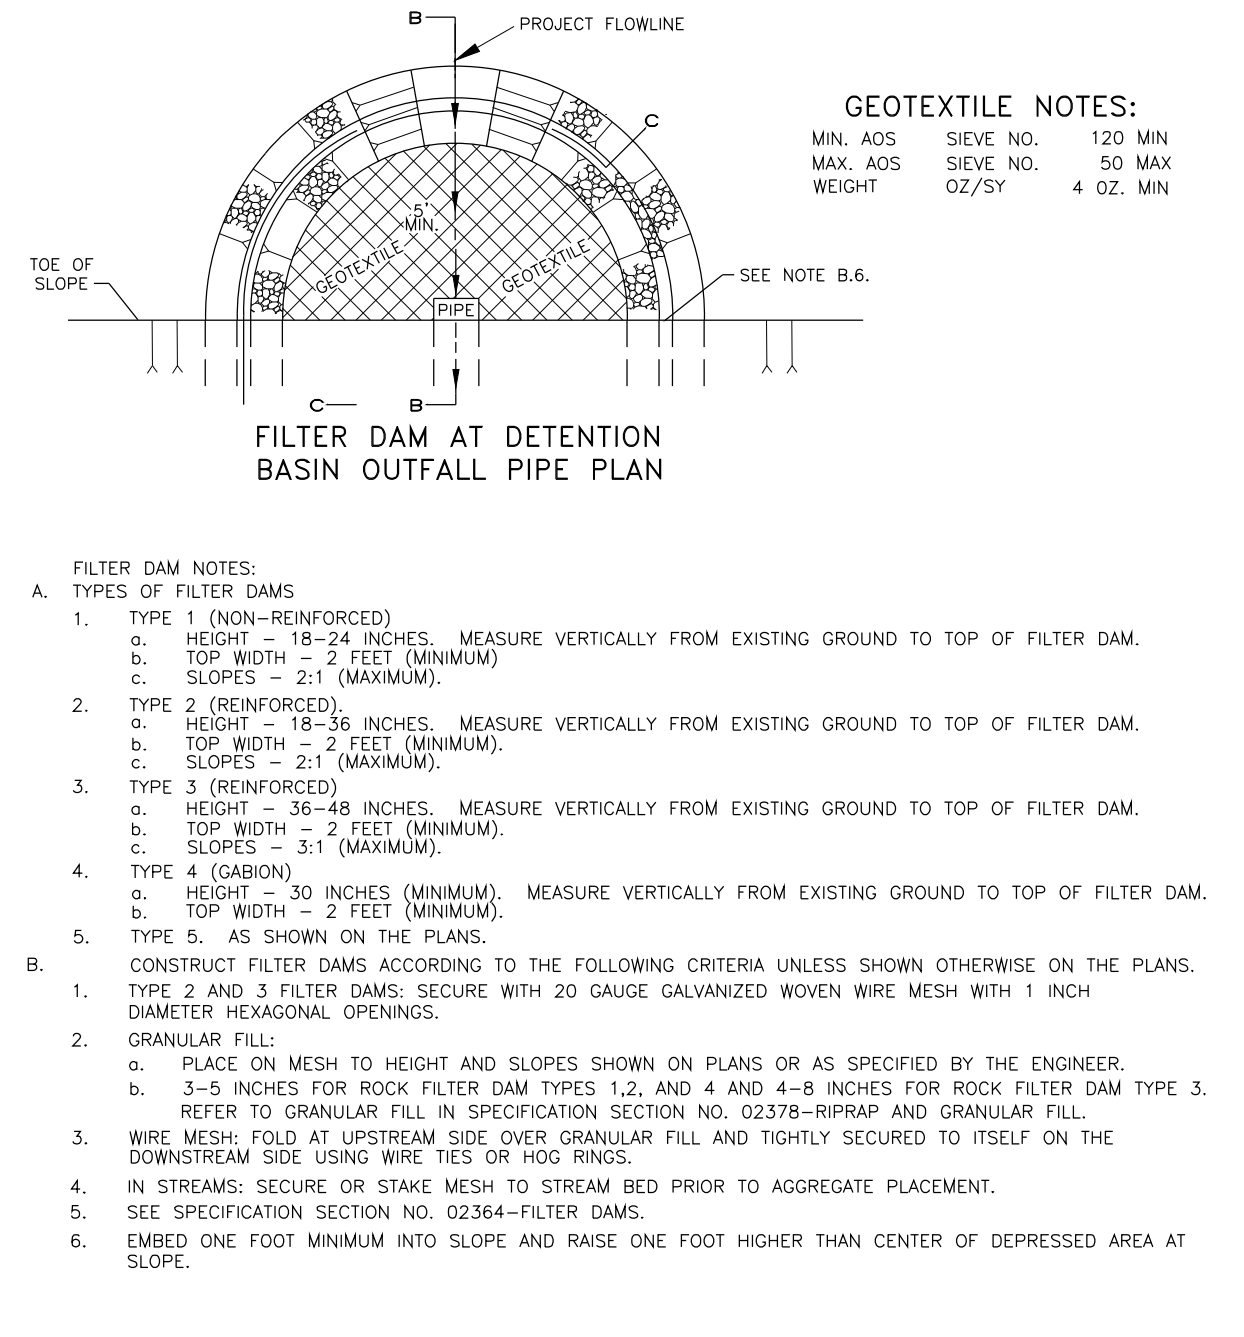 B
PROJECT FLOWLINE
C
GEOTEXTILE NOTES:
MIN. AOS SIEVE NO. 120 MIN
MAX. AOS SIEVE NO. 50 MAX
WEIGHT OZ/SY 4 OZ. MIN
5'
MIN.
GEOTEXTILE
GEOTEXTILE
TOE OF
SLOPE
SEE NOTE B.6.
PIPE
C
B
FILTER DAM AT DETENTION
BASIN OUTFALL PIPE PLAN
FILTER DAM NOTES:
A. TYPES OF FILTER DAMS
1. TYPE 1 (NON-REINFORCED)
a. HEIGHT – 18–24 INCHES. MEASURE VERTICALLY FROM EXISTING GROUND TO TOP OF FILTER DAM.
b. TOP WIDTH – 2 FEET (MINIMUM)
c. SLOPES – 2:1 (MAXIMUM).
2. TYPE 2 (REINFORCED).
a. HEIGHT – 18–36 INCHES. MEASURE VERTICALLY FROM EXISTING GROUND TO TOP OF FILTER DAM.
b. TOP WIDTH – 2 FEET (MINIMUM).
c. SLOPES – 2:1 (MAXIMUM).
3. TYPE 3 (REINFORCED)
a. HEIGHT – 36–48 INCHES. MEASURE VERTICALLY FROM EXISTING GROUND TO TOP OF FILTER DAM.
b. TOP WIDTH – 2 FEET (MINIMUM).
c. SLOPES – 3:1 (MAXIMUM).
4. TYPE 4 (GABION)
a. HEIGHT – 30 INCHES (MINIMUM). MEASURE VERTICALLY FROM EXISTING GROUND TO TOP OF FILTER DAM.
b. TOP WIDTH – 2 FEET (MINIMUM).
5. TYPE 5. AS SHOWN ON THE PLANS.
B. CONSTRUCT FILTER DAMS ACCORDING TO THE FOLLOWING CRITERIA UNLESS SHOWN OTHERWISE ON THE PLANS.
1. TYPE 2 AND 3 FILTER DAMS: SECURE WITH 20 GAUGE GALVANIZED WOVEN WIRE MESH WITH 1 INCH
DIAMETER HEXAGONAL OPENINGS.
2. GRANULAR FILL:
a. PLACE ON MESH TO HEIGHT AND SLOPES SHOWN ON PLANS OR AS SPECIFIED BY THE ENGINEER.
b. 3–5 INCHES FOR ROCK FILTER DAM TYPES 1,2, AND 4 AND 4–8 INCHES FOR ROCK FILTER DAM TYPE 3.
REFER TO GRANULAR FILL IN SPECIFICATION SECTION NO. 02378–RIPRAP AND GRANULAR FILL.
3. WIRE MESH: FOLD AT UPSTREAM SIDE OVER GRANULAR FILL AND TIGHTLY SECURED TO ITSELF ON THE
DOWNSTREAM SIDE USING WIRE TIES OR HOG RINGS.
4. IN STREAMS: SECURE OR STAKE MESH TO STREAM BED PRIOR TO AGGREGATE PLACEMENT.
5. SEE SPECIFICATION SECTION NO. 02364–FILTER DAMS.
6. EMBED ONE FOOT MINIMUM INTO SLOPE AND RAISE ONE FOOT HIGHER THAN CENTER OF DEPRESSED AREA AT
SLOPE.